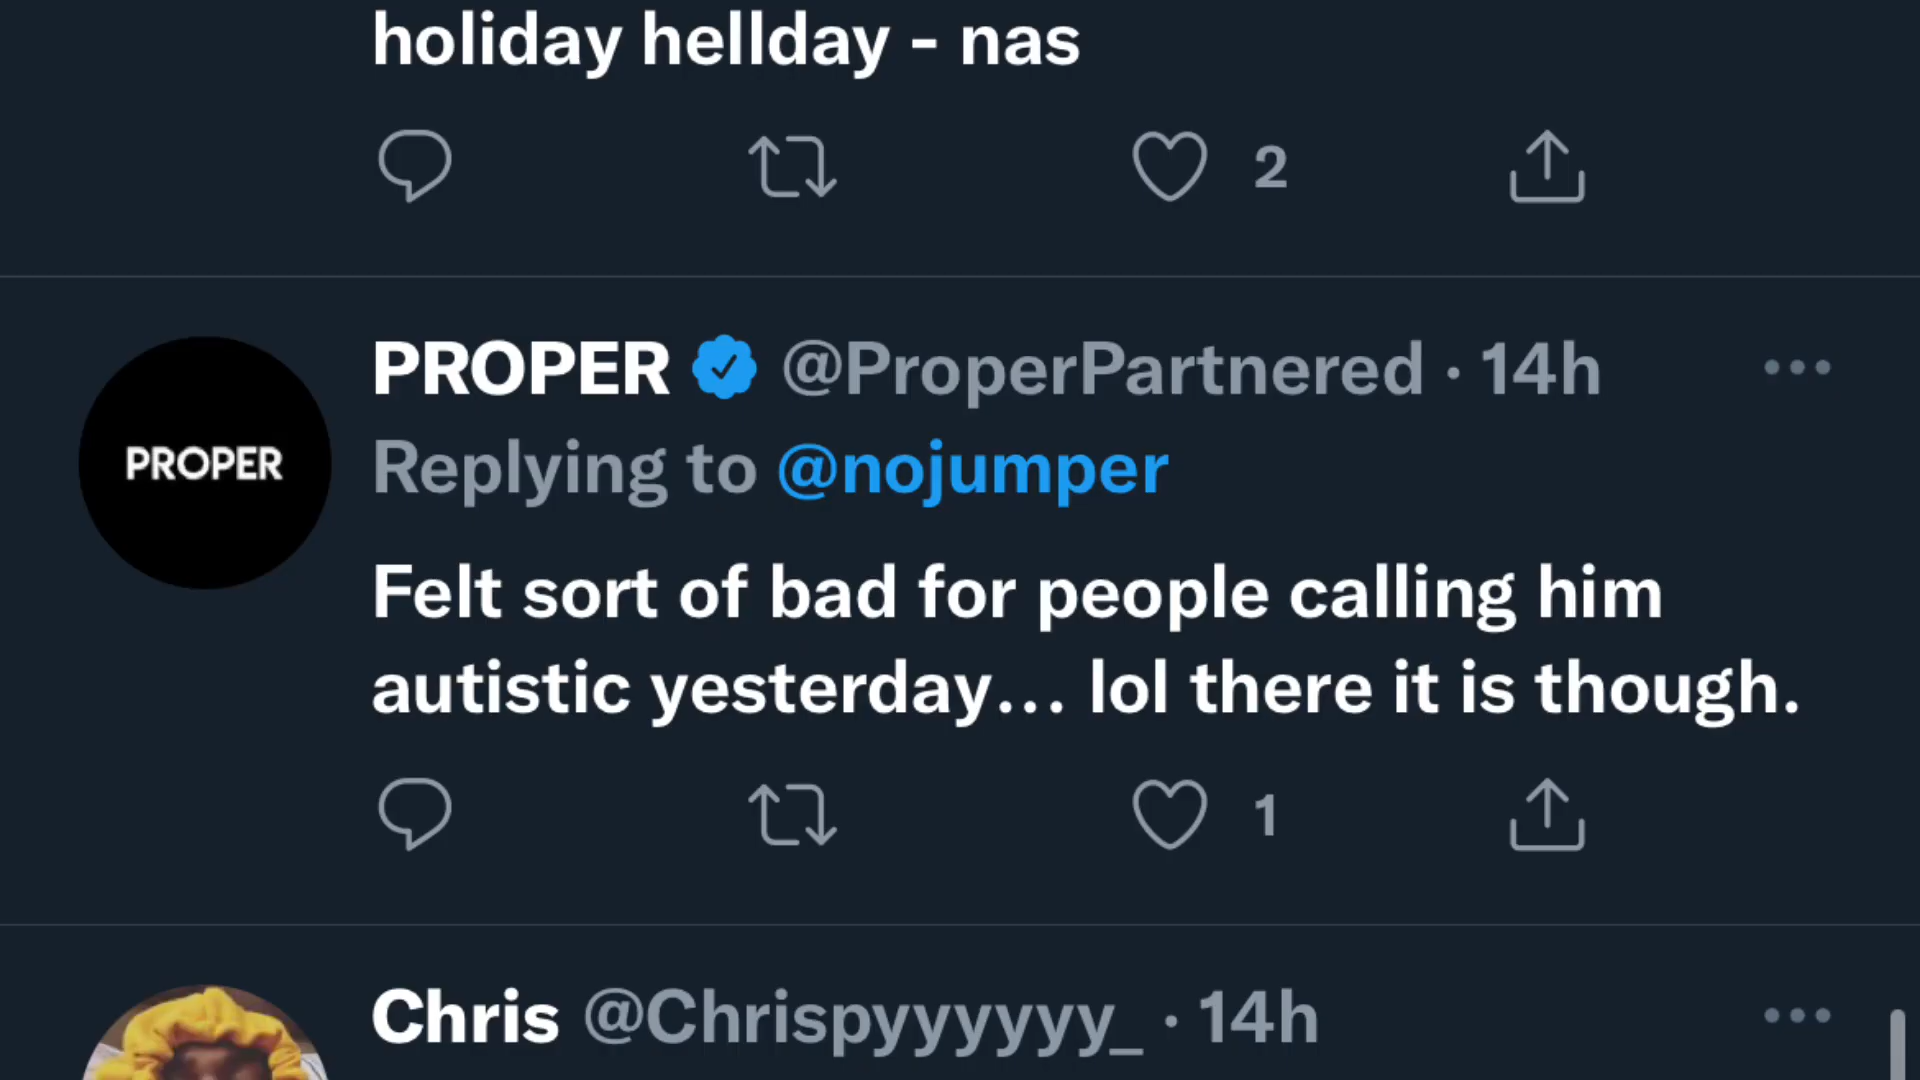 holiday hellday - nas
2
PROPER @ProperPartnered · 14h
PROPER
Replying to @nojumper
Felt sort of bad for people calling him
autistic yesterday... lol there it is though.
1
Chris @Chrispyyyyyy_ · 14h